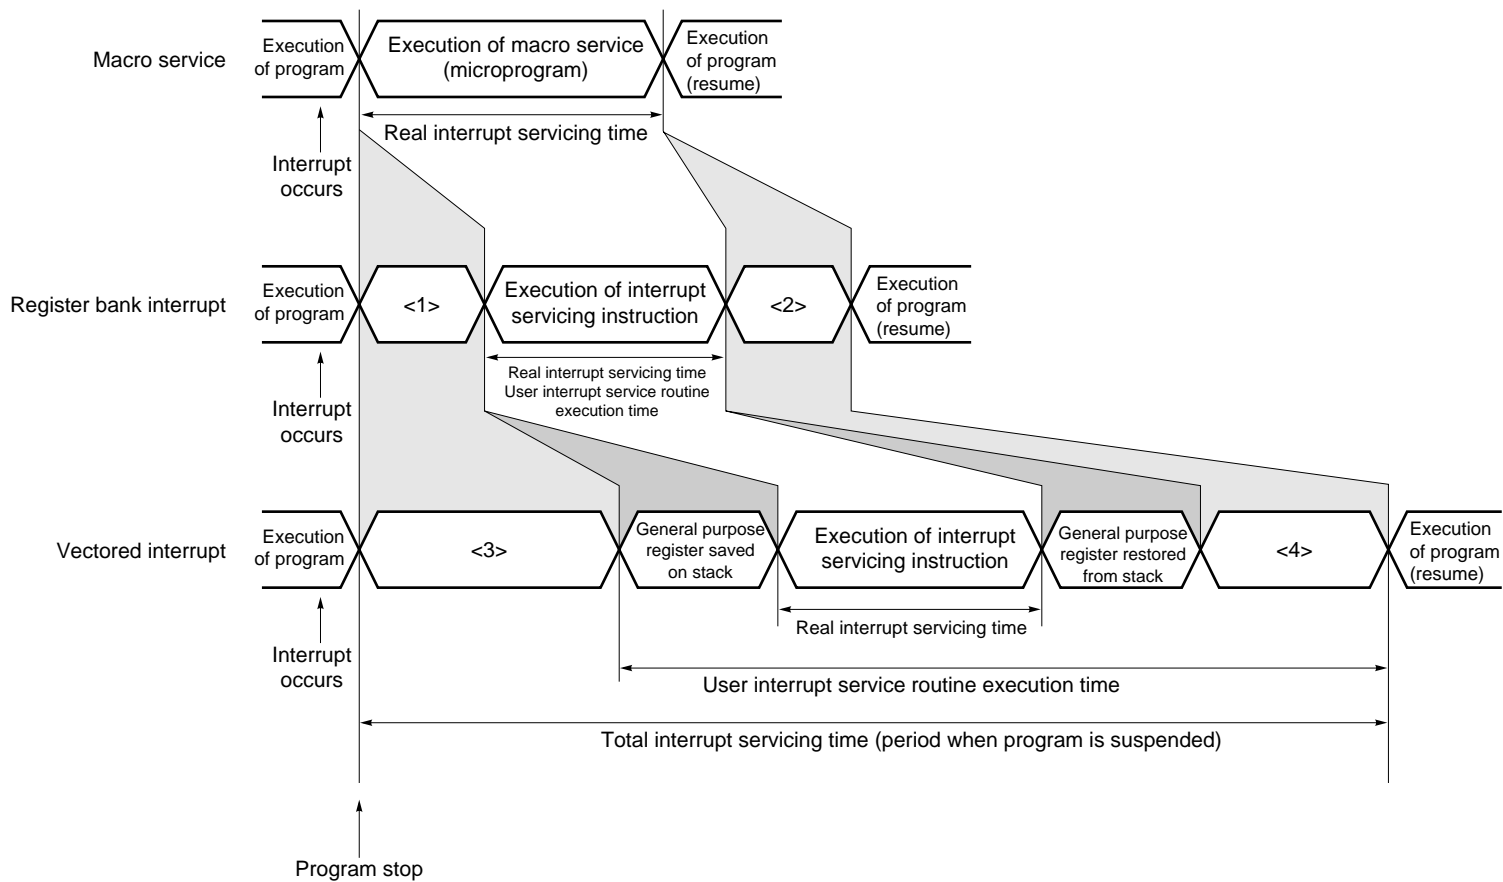 Macro service
Execution
of program
Execution of macro service
(microprogram)
Execution
of program
(resume)
Real interrupt servicing time
Interrupt
occurs
Register bank interrupt
Execution
of program
<1>
Execution of interrupt
servicing instruction
<2>
Execution
of program
(resume)
Real interrupt servicing time
User interrupt service routine
execution time
Interrupt
occurs
Vectored interrupt
Execution
of program
<3>
General purpose
register saved
on stack
Execution of interrupt
servicing instruction
General purpose
register restored
from stack
<4>
Execution
of program
(resume)
Real interrupt servicing time
Interrupt
occurs
User interrupt service routine execution time
Total interrupt servicing time (period when program is suspended)
Program stop